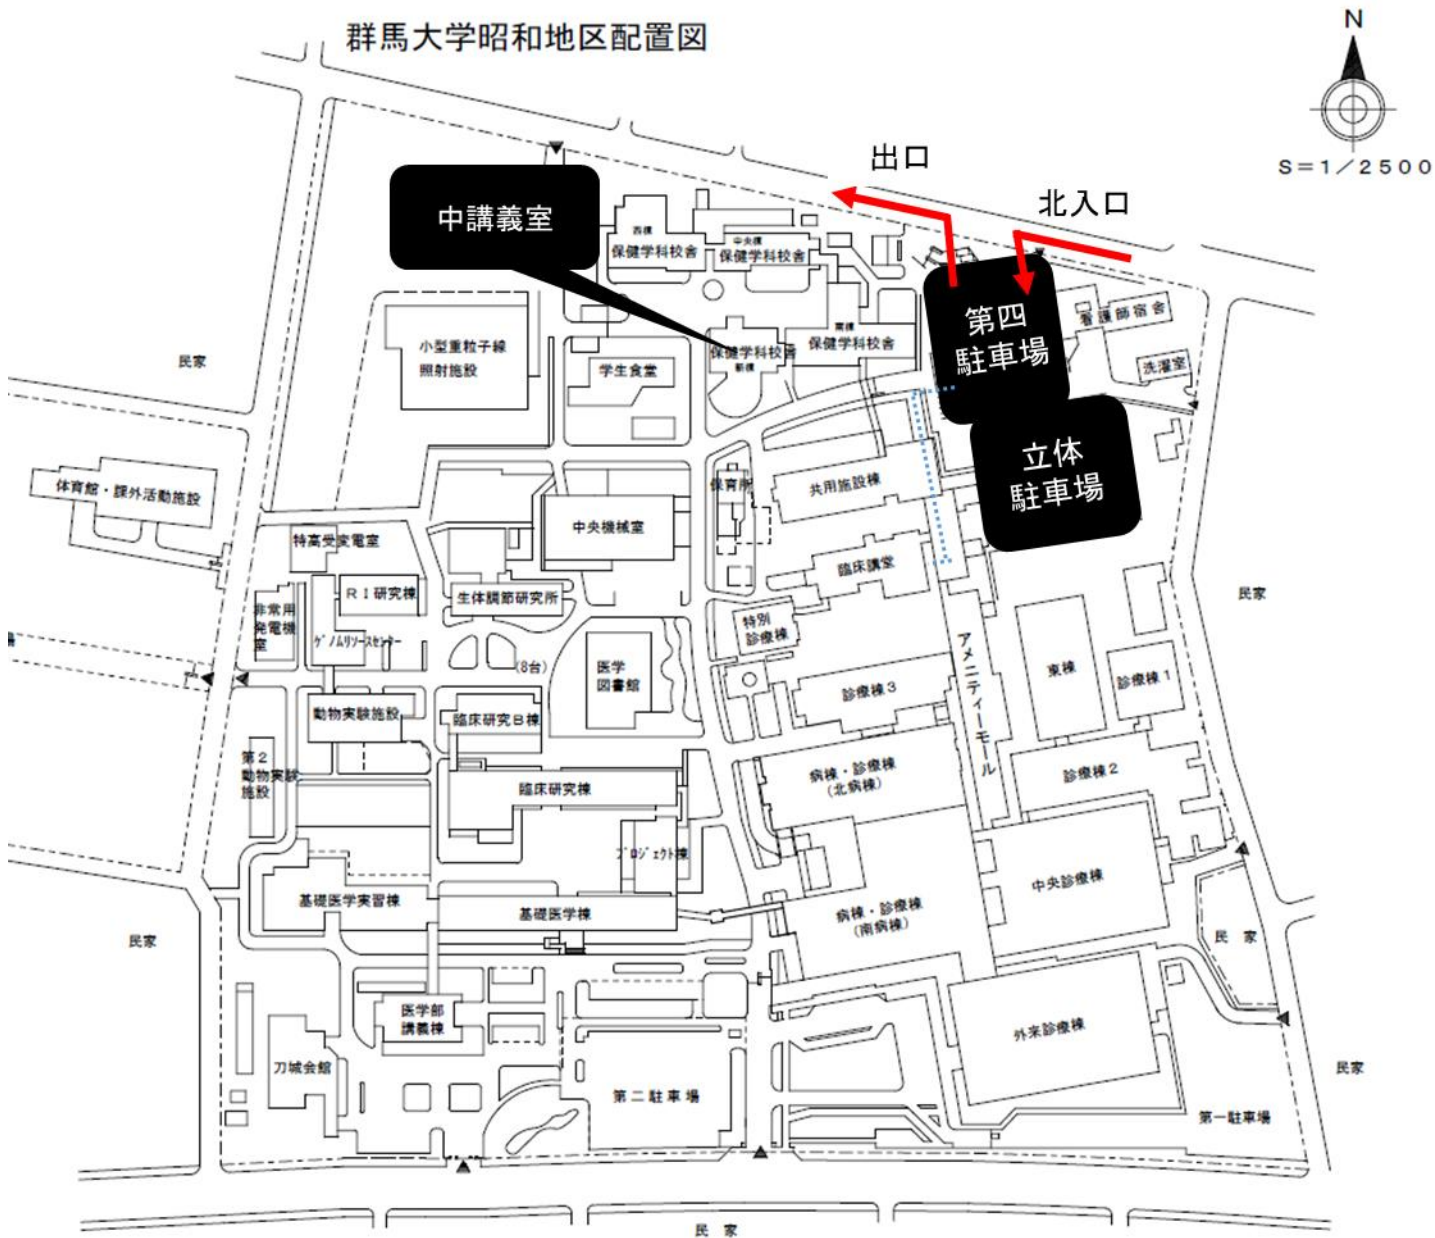 群馬大学昭和地区配置図
N
S=1/2500
出口
北入口
中講義室
西棟
保健学科校舎
中央棟
保健学科校舎
第四
駐車場
看護師宿舎
小型重粒子線
照射施設
学生食堂
保健学科校舎
新棟
南棟
保健学科校舎
洗濯室
民家
立体
駐車場
体育館・課外活動施設
保育所
共用施設棟
中央機械室
特高受変電室
臨床講堂
RI研究棟
生体調節研究所
非常用
発電機
室
ゲノムリソースセンター
特別
診療棟
民家
アメニティーモール
(8台)
医学
図書館
東棟
診療棟1
診療棟3
動物実験施設
臨床研究B棟
第2
動物実験
施設
臨床研究棟
病棟・診療棟
(北病棟)
診療棟2
プロジェクト棟
中央診療棟
基礎医学実習棟
基礎医学棟
病棟・診療棟
(南病棟)
民家
民家
医学部
講義棟
外来診療棟
刀城会館
民家
第二駐車場
第一駐車場
民家